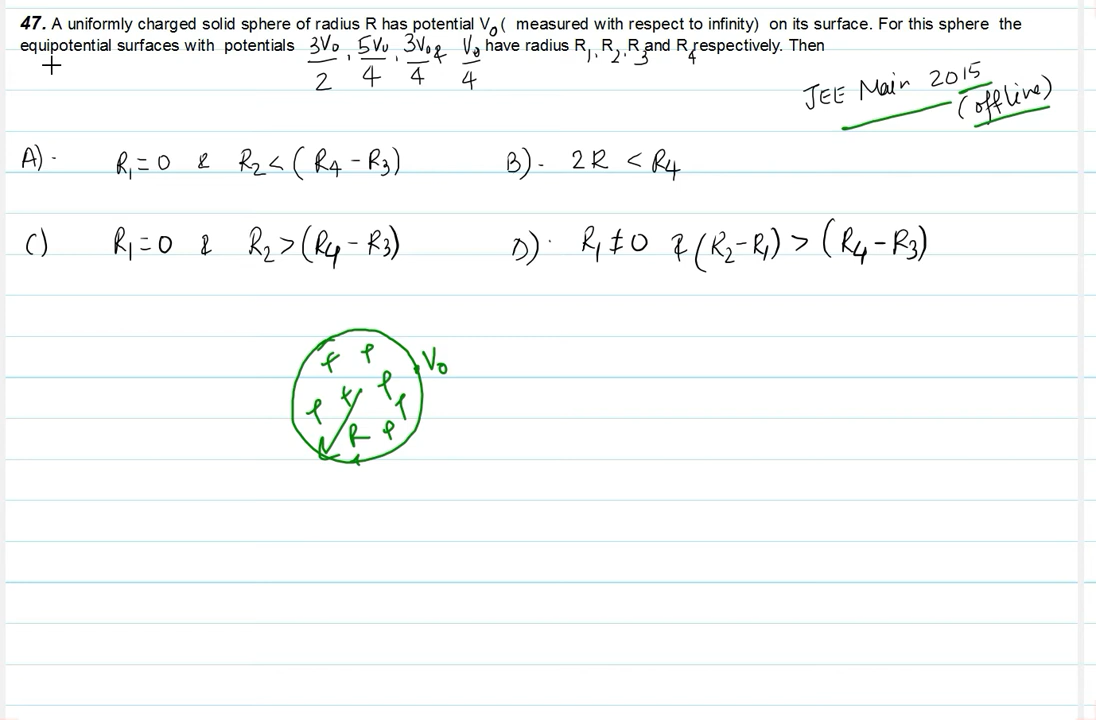 47. A uniformly charged solid sphere of radius R has potential V₀ ( measured with respect to infinity) on its surface. For this sphere the
equipotential surfaces with potentials 3V₀/2, 5V₀/4, 3V₀/4 & V₀/4 have radius R₁, R₂, R₃ and R₄ respectively. Then
JEE Main 2015
(offline)
A). R₁ = 0 & R₂ < (R₄ - R₃) B). 2R < R₄
C) R₁ = 0 & R₂ > (R₄ - R₃) D). R₁ ≠ 0 & (R₂ - R₁) > (R₄ - R₃)
V₀
R